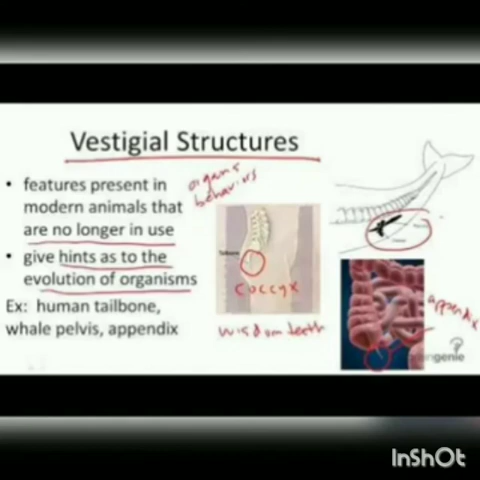 Vestigial Structures
• features present in
modern animals that
are no longer in use
• give hints as to the
evolution of organisms
Ex: human tailbone,
whale pelvis, appendix
organs
behaviors
Tailbone
coccyx
wisdom teeth
appendix
genie
InShOt